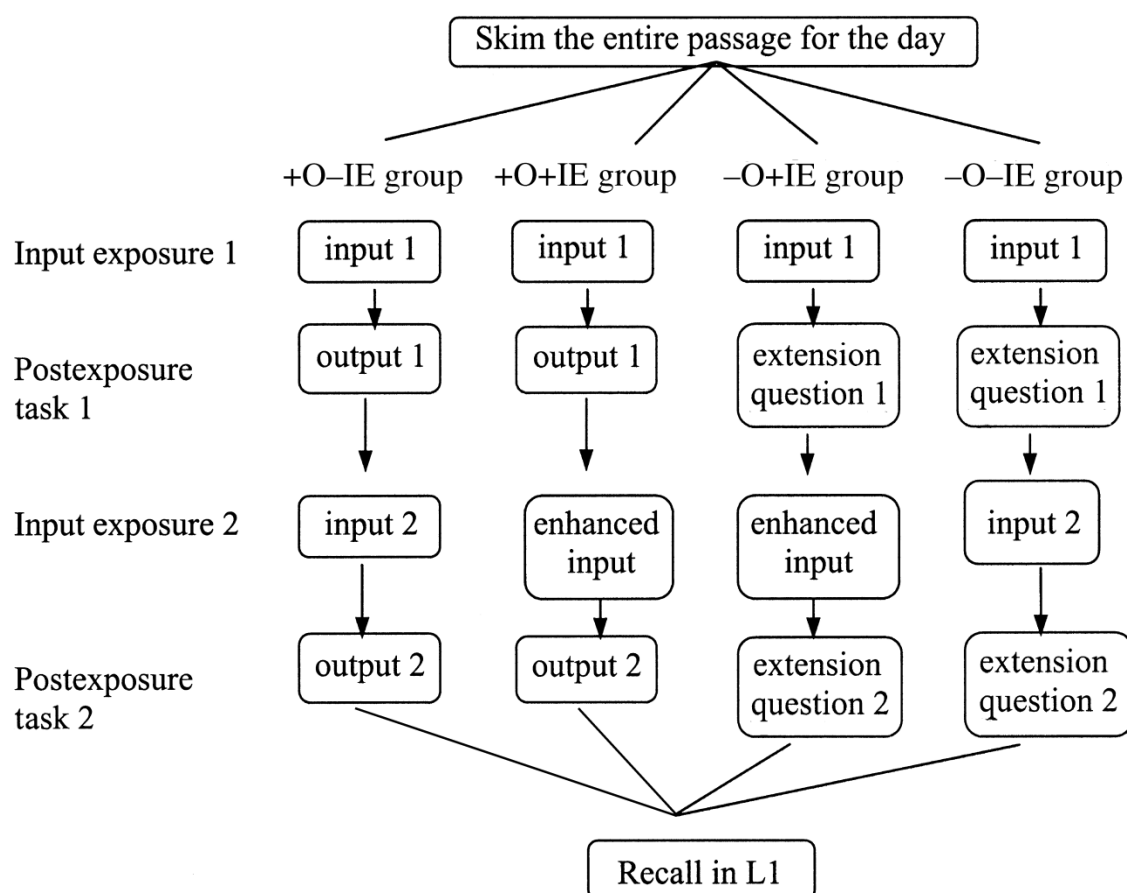 Skim the entire passage for the day
+O–IE group
+O+IE group
–O+IE group
–O–IE group
Input exposure 1
input 1
input 1
input 1
input 1
Postexposure
task 1
output 1
output 1
extension
question 1
extension
question 1
Input exposure 2
input 2
enhanced
input
enhanced
input
input 2
Postexposure
task 2
output 2
output 2
extension
question 2
extension
question 2
Recall in L1